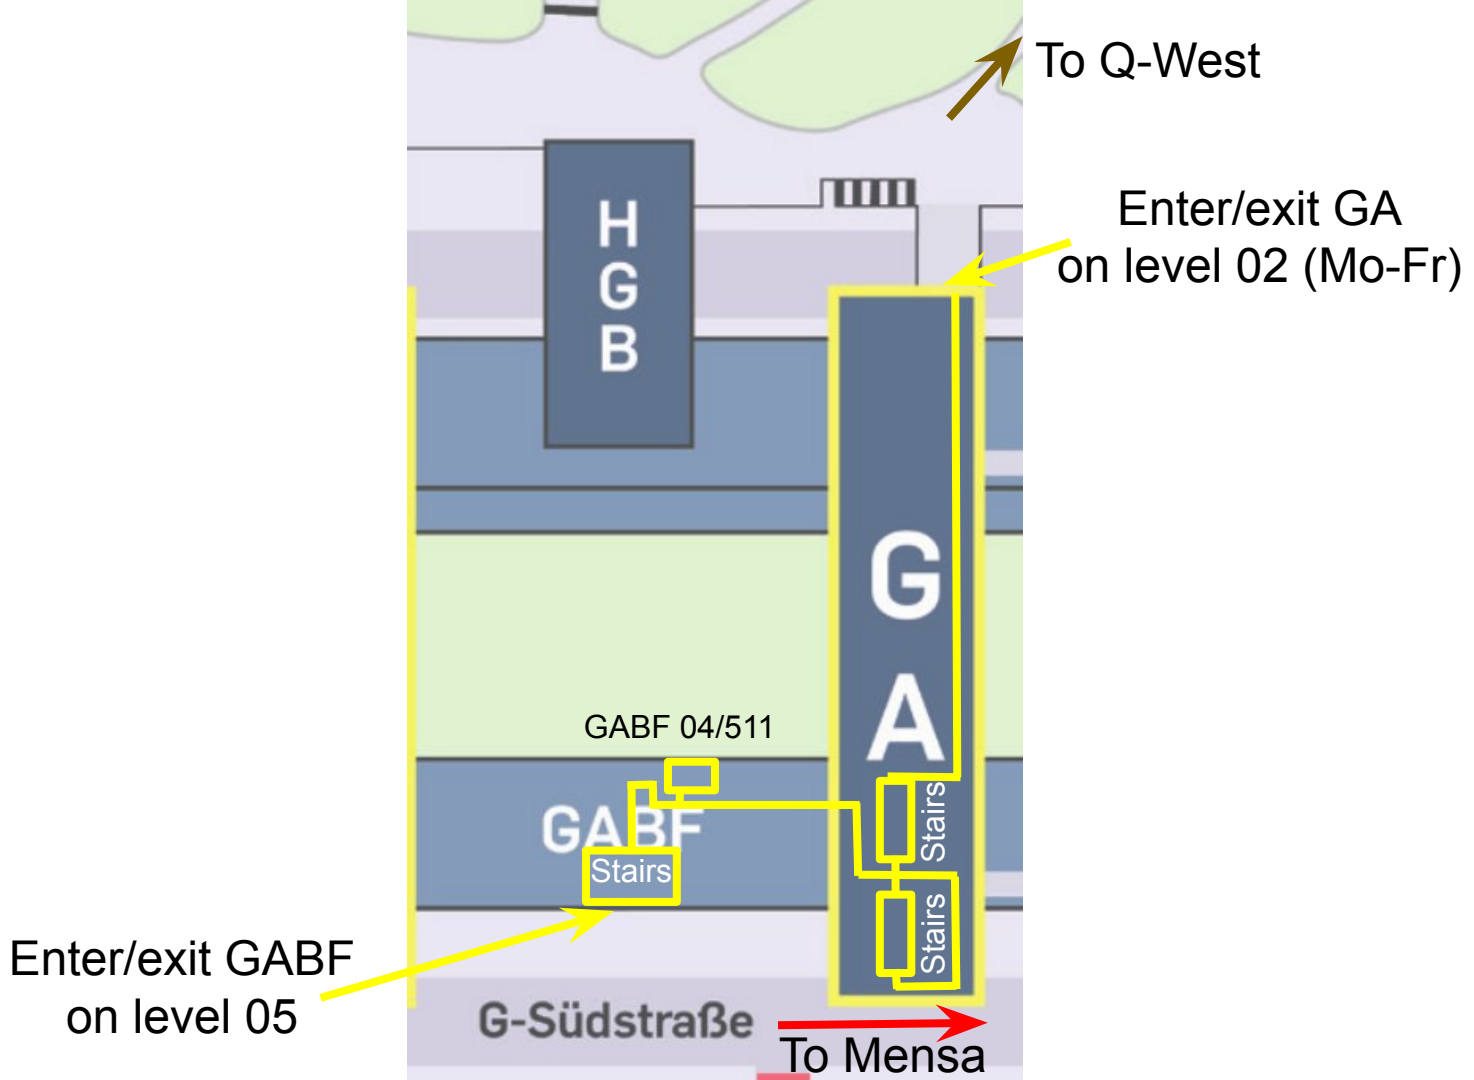 To Q-West
Enter/exit GA
on level 02 (Mo-Fr)
H
G
B
G
A
GABF 04/511
Stairs
GABF
Stairs
Stairs
Enter/exit GABF
on level 05
G-Südstraße
To Mensa